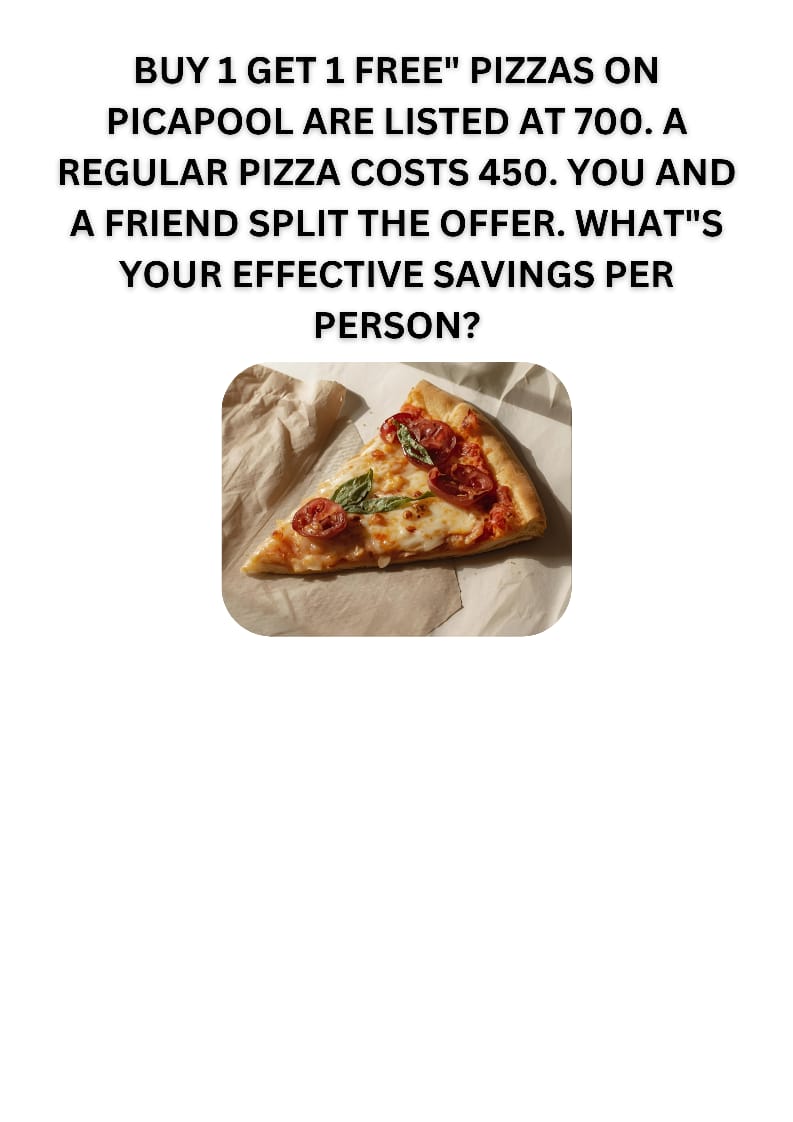 BUY 1 GET 1 FREE" PIZZAS ON
PICAPOOL ARE LISTED AT 700. A
REGULAR PIZZA COSTS 450. YOU AND
A FRIEND SPLIT THE OFFER. WHAT"S
YOUR EFFECTIVE SAVINGS PER
PERSON?